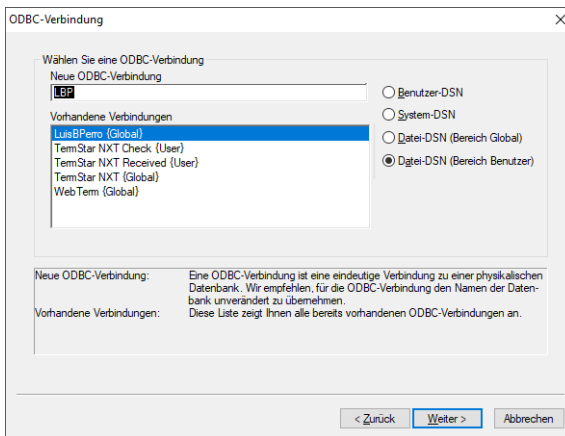 ODBC-Verbindung
Wählen Sie eine ODBC-Verbindung
Neue ODBC-Verbindung
LBP
Vorhandene Verbindungen
LuisBPerro {Global}
TermStar NXT Check {User}
TermStar NXT Received {User}
TermStar NXT {Global}
WebTerm {Global}
Benutzer-DSN
System-DSN
Datei-DSN (Bereich Global)
Datei-DSN (Bereich Benutzer)
Neue ODBC-Verbindung: Eine ODBC-Verbindung ist eine eindeutige Verbindung zu einer physikalischen
Datenbank. Wir empfehlen, für die ODBC-Verbindung den Namen der Daten-
bank unverändert zu übernehmen.
Vorhandene Verbindungen: Diese Liste zeigt Ihnen alle bereits vorhandenen ODBC-Verbindungen an.
< Zurück Weiter > Abbrechen